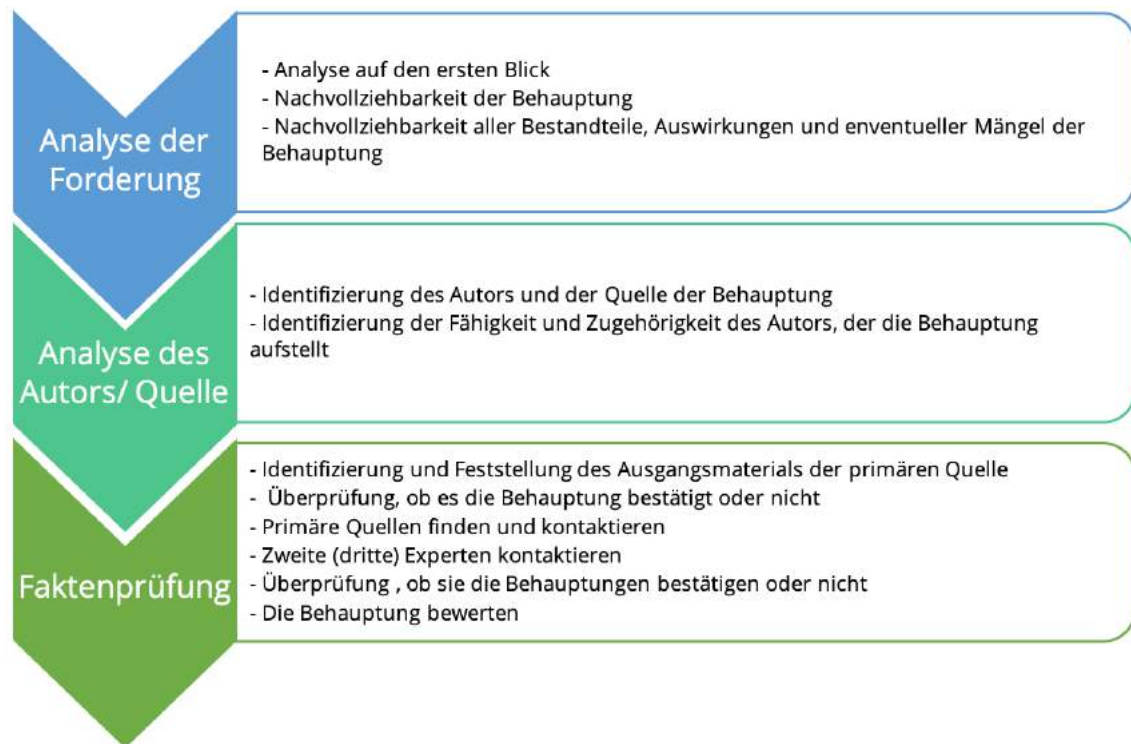 Analyse der
Forderung
- Analyse auf den ersten Blick
- Nachvollziehbarkeit der Behauptung
- Nachvollziehbarkeit aller Bestandteile, Auswirkungen und enventueller Mängel der
Behauptung
Analyse des
Autors/ Quelle
- Identifizierung des Autors und der Quelle der Behauptung
- Identifizierung der Fähigkeit und Zugehörigkeit des Autors, der die Behauptung
aufstellt
Faktenprüfung
- Identifizierung und Feststellung des Ausgangsmaterials der primären Quelle
- Überprüfung, ob es die Behauptung bestätigt oder nicht
- Primäre Quellen finden und kontaktieren
- Zweite (dritte) Experten kontaktieren
- Überprüfung , ob sie die Behauptungen bestätigen oder nicht
- Die Behauptung bewerten